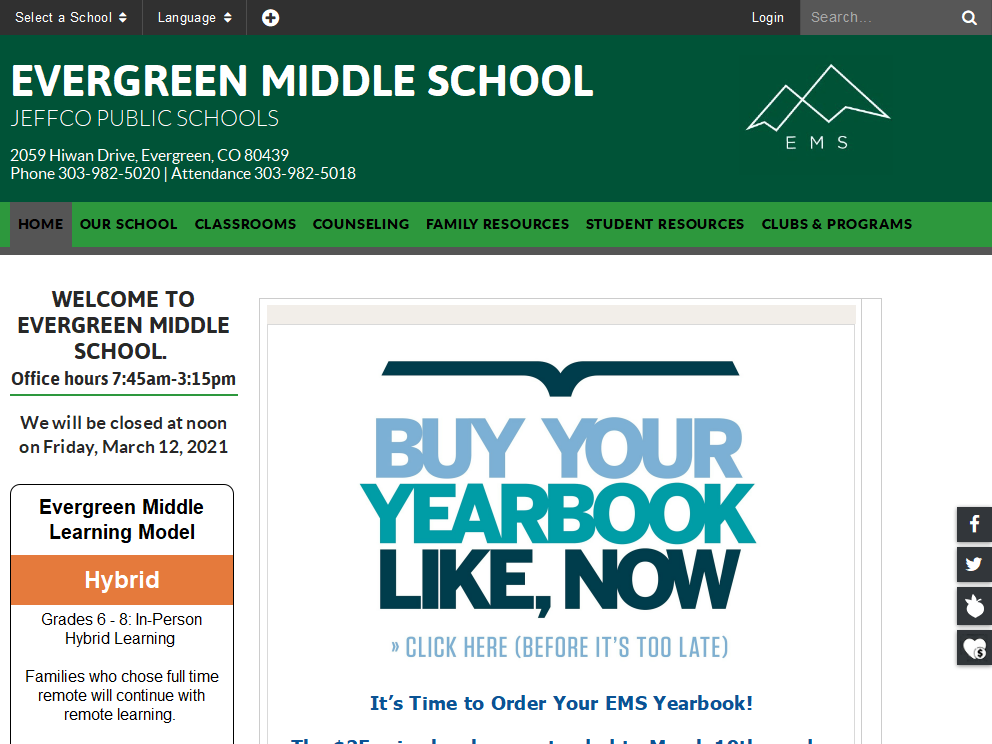 Select a School
Language
Login
Search...
EVERGREEN MIDDLE SCHOOL
JEFFCO PUBLIC SCHOOLS
2059 Hiwan Drive, Evergreen, CO 80439
Phone 303-982-5020 | Attendance 303-982-5018
EMS
HOME OUR SCHOOL CLASSROOMS COUNSELING FAMILY RESOURCES STUDENT RESOURCES CLUBS & PROGRAMS
WELCOME TO
EVERGREEN MIDDLE
SCHOOL.
Office hours 7:45am-3:15pm
We will be closed at noon
on Friday, March 12, 2021
Evergreen Middle
Learning Model
Hybrid
Grades 6 - 8: In-Person
Hybrid Learning
Families who chose full time
remote will continue with
remote learning.
BUY YOUR
YEARBOOK
LIKE, NOW
» CLICK HERE (BEFORE IT'S TOO LATE)
It's Time to Order Your EMS Yearbook!